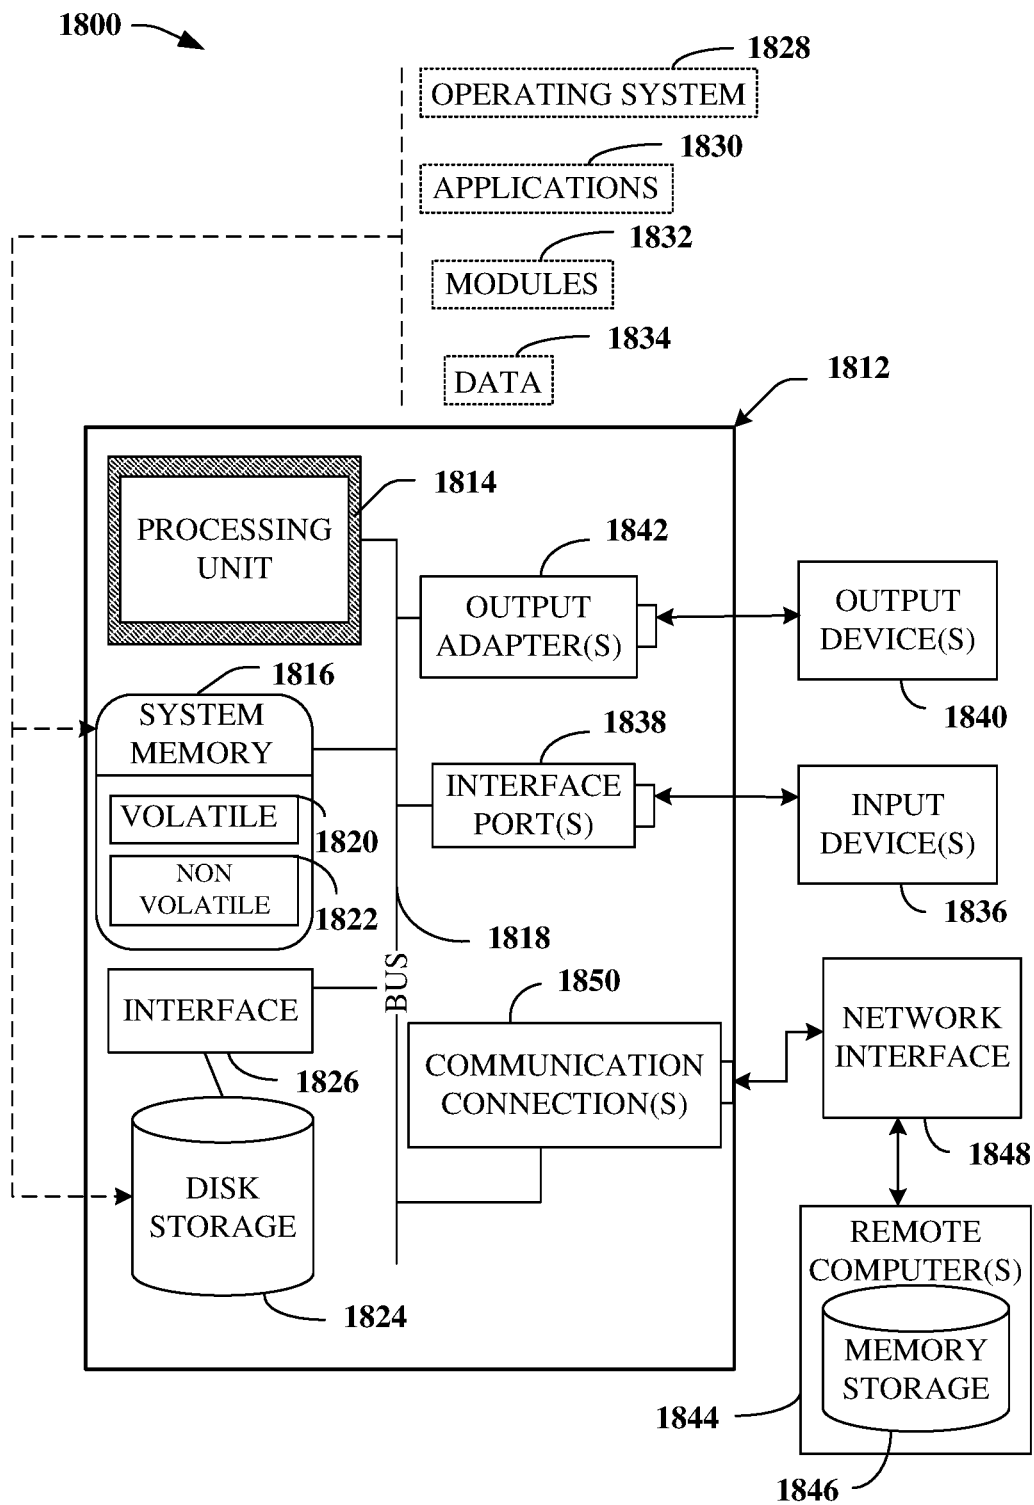 1800
1828
OPERATING SYSTEM
1830
APPLICATIONS
1832
MODULES
1834
DATA
1812
1814
PROCESSING
UNIT
1842
OUTPUT
ADAPTER(S)
OUTPUT
DEVICE(S)
1840
1816
SYSTEM
MEMORY
VOLATILE
1820
NON
VOLATILE
1822
1838
INTERFACE
PORT(S)
INPUT
DEVICE(S)
1836
1818
BUS
INTERFACE
1826
1850
COMMUNICATION
CONNECTION(S)
NETWORK
INTERFACE
1848
DISK
STORAGE
1824
REMOTE
COMPUTER(S)
MEMORY
STORAGE
1844
1846